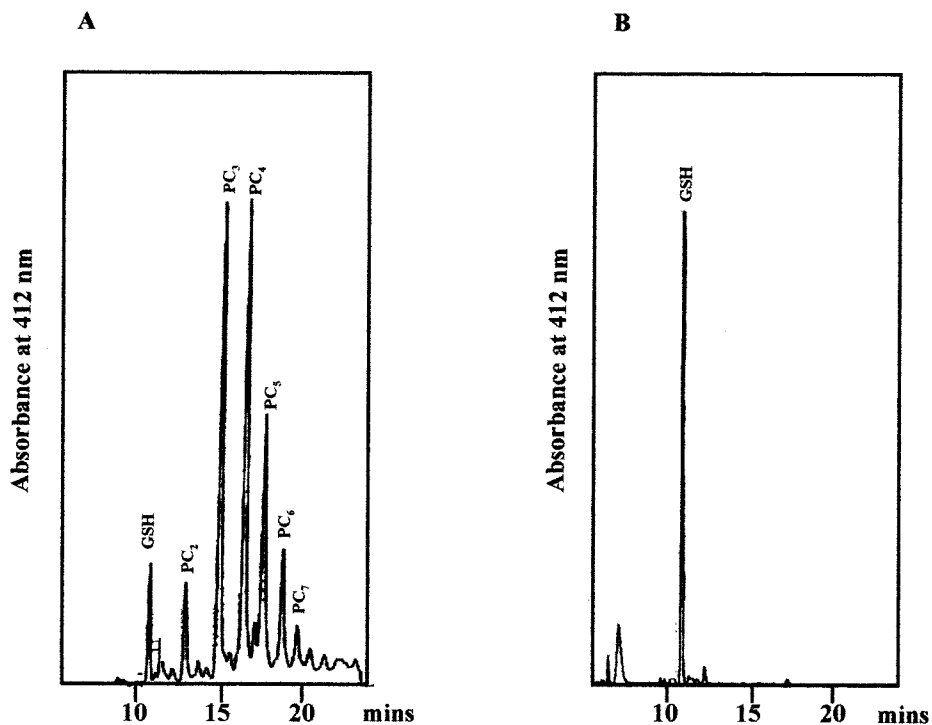 A
B
Absorbance at 412 nm
GSH
PC₂
PC₃
PC₄
PC₅
PC₆
PC₇
10 15 20 mins
Absorbance at 412 nm
GSH
10 15 20 mins